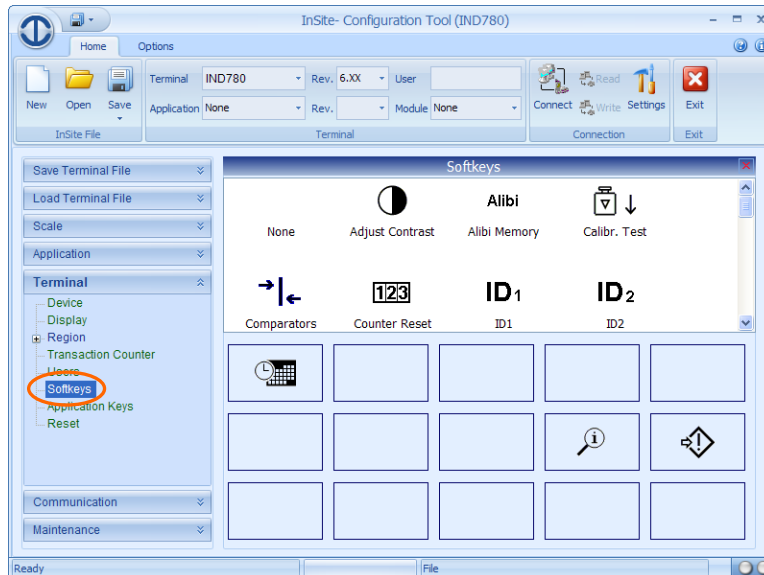 InSite- Configuration Tool (IND780)
Home Options
Terminal IND780 Rev. 6.XX User
New Open Save Application None Rev. Module None Connect Read Write Settings Exit
InSite File Terminal Connection Exit
Save Terminal File
Load Terminal File
Scale
Application
Terminal
Device
Display
Region
Transaction Counter
Users
Softkeys
Application Keys
Reset
Communication
Maintenance
Softkeys
Alibi
None Adjust Contrast Alibi Memory Calibr. Test
123 ID1 ID2
Comparators Counter Reset ID1 ID2
Ready File